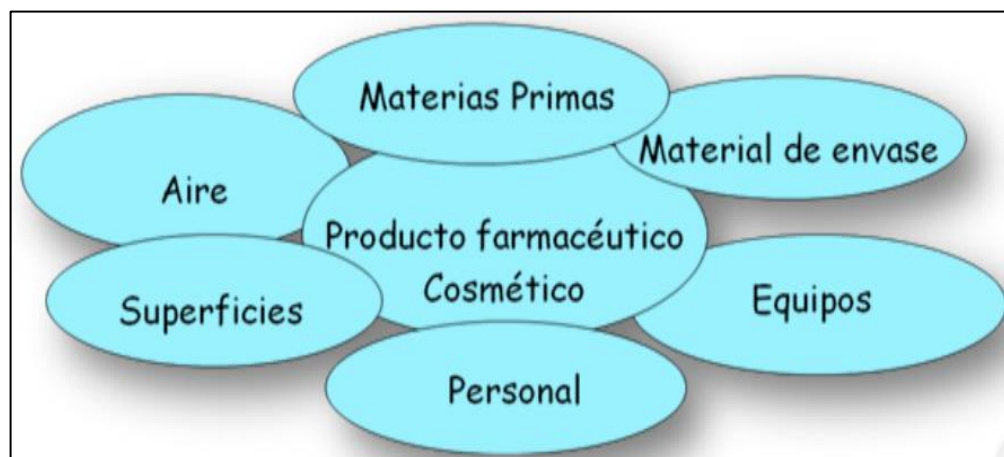 Materias Primas
Material de envase
Aire
Producto farmacéutico
Cosmético
Superficies
Equipos
Personal